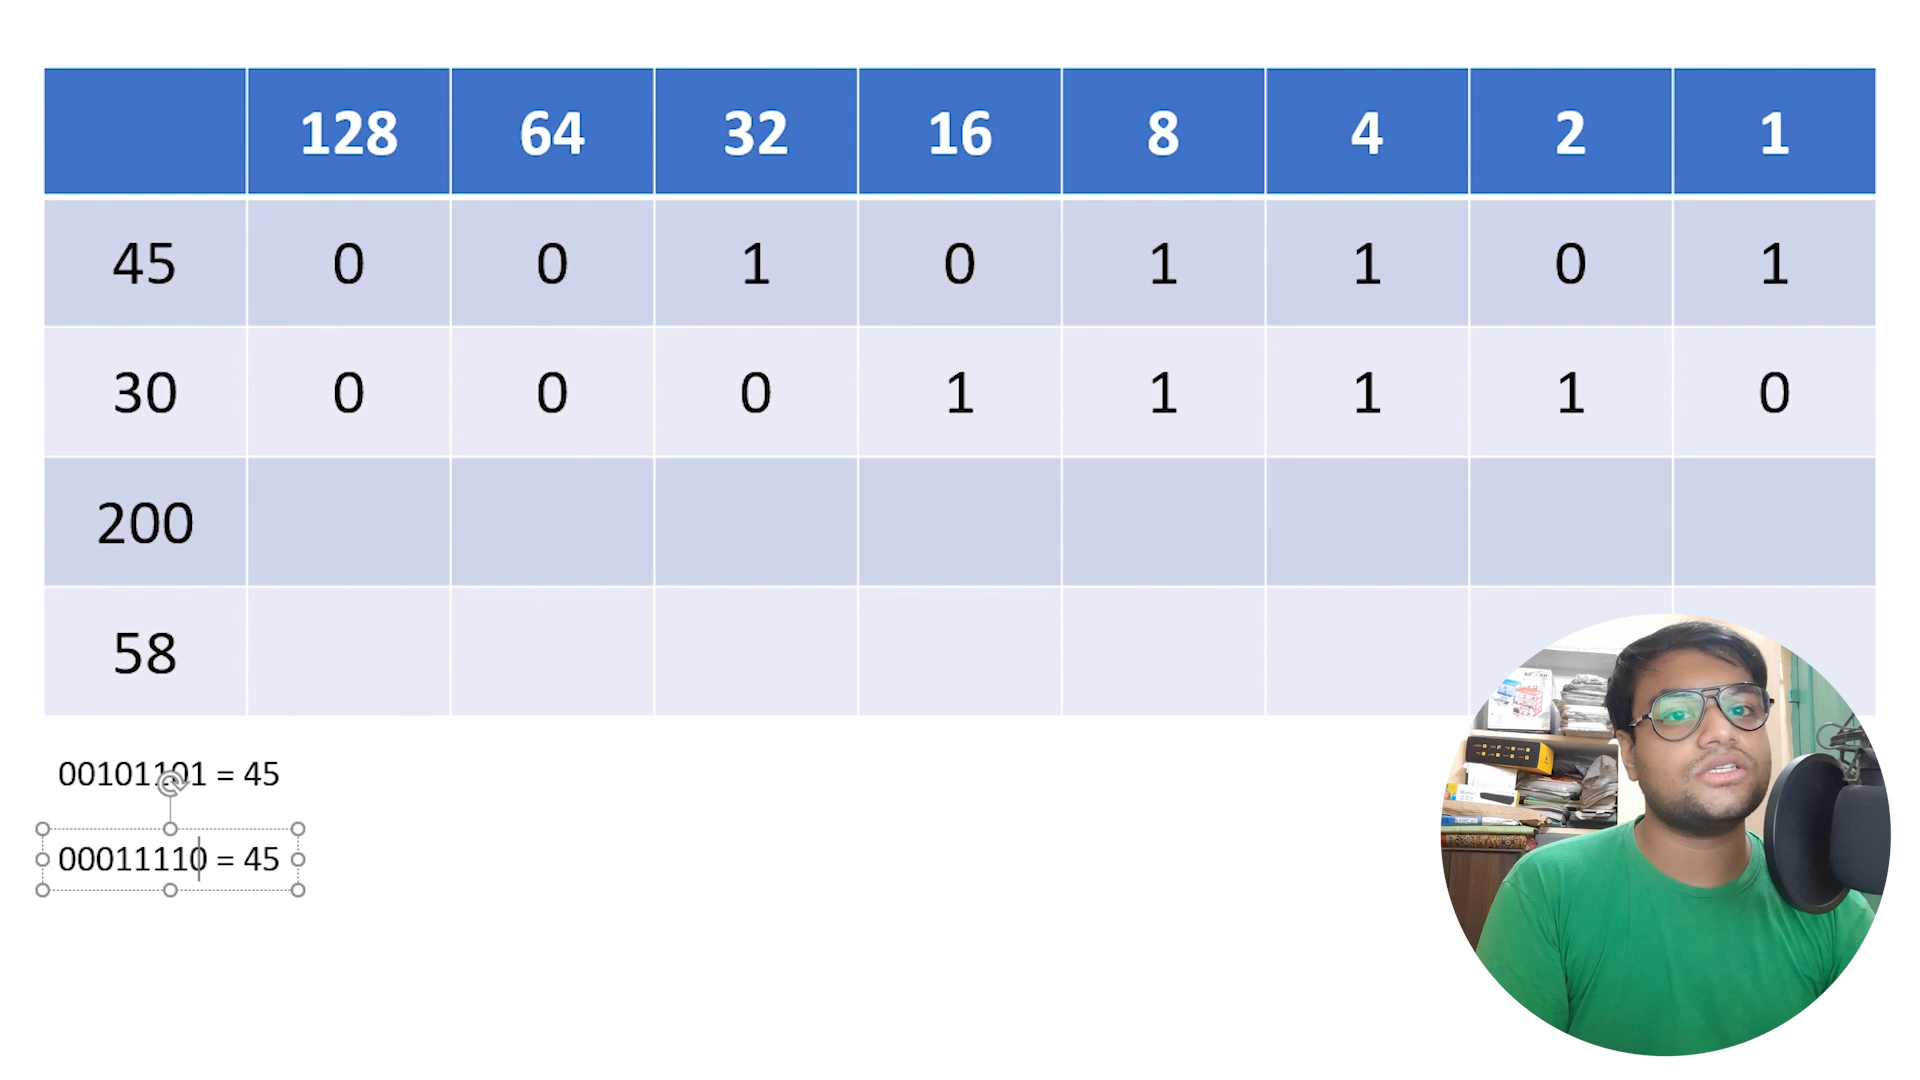 128 64 32 16 8 4 2 1
45 0 0 1 0 1 1 0 1
30 0 0 0 1 1 1 1 0
200
58
00101101 = 45
00011110 = 45